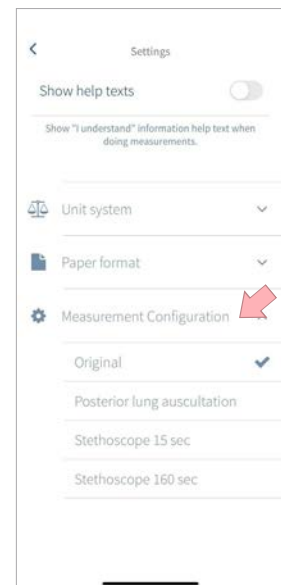 Settings
Show help texts
Show "I understand" information help text when
doing measurements.
Unit system
Paper format
Measurement Configuration
Original
Posterior lung auscultation
Stethoscope 15 sec
Stethoscope 160 sec